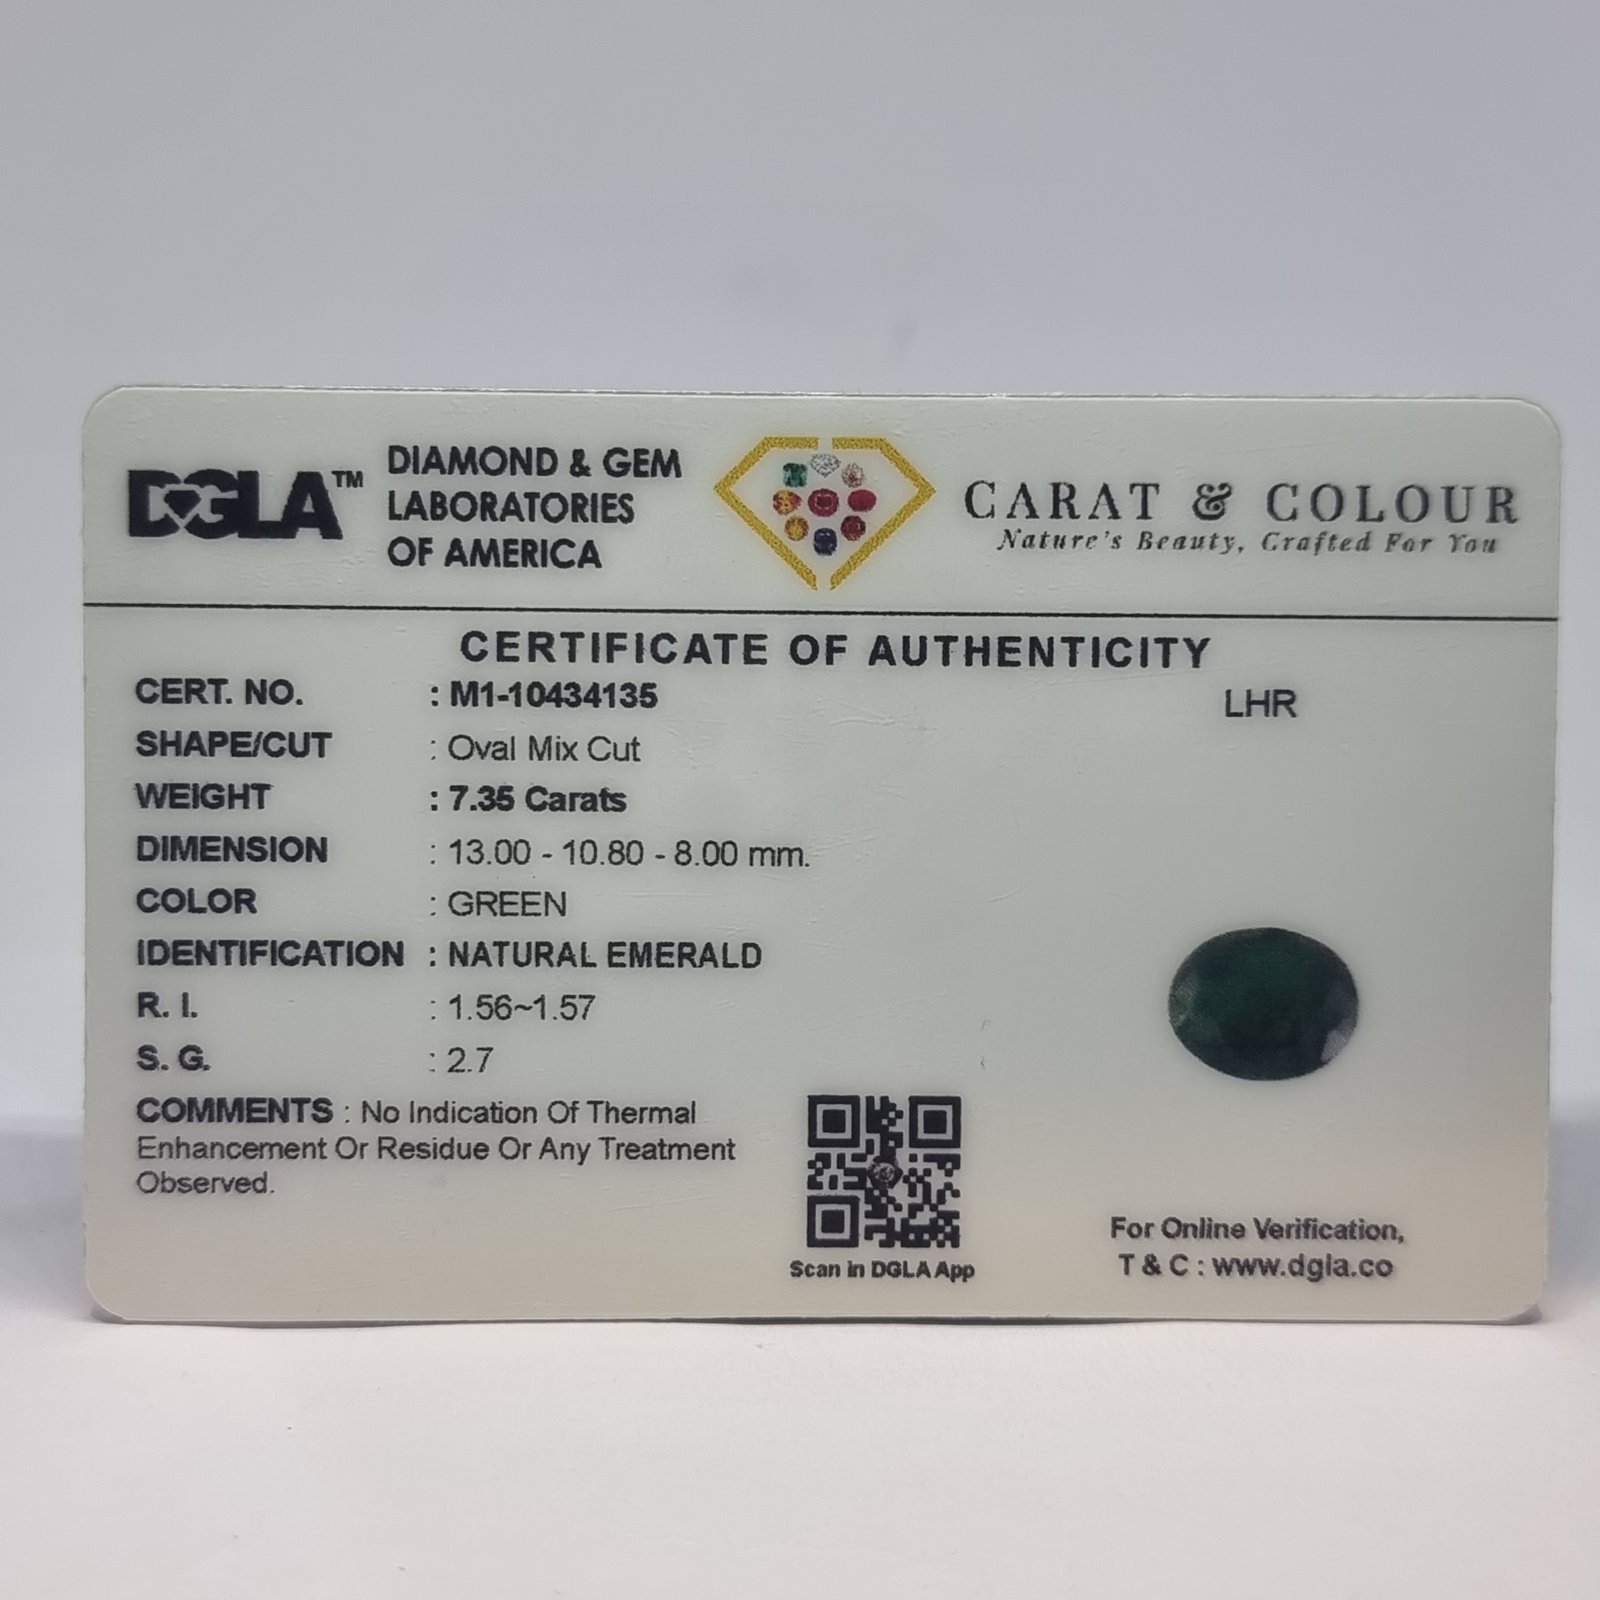 DGLA™ DIAMOND & GEM
LABORATORIES
OF AMERICA
CARAT & COLOUR
Nature's Beauty, Crafted For You
CERTIFICATE OF AUTHENTICITY
CERT. NO. : M1-10434135
LHR
SHAPE/CUT : Oval Mix Cut
WEIGHT : 7.35 Carats
DIMENSION : 13.00 - 10.80 - 8.00 mm.
COLOR : GREEN
IDENTIFICATION : NATURAL EMERALD
R. I. : 1.56~1.57
S. G. : 2.7
COMMENTS : No Indication Of Thermal
Enhancement Or Residue Or Any Treatment
Observed.
Scan in DGLA App
For Online Verification,
T & C : www.dgla.co